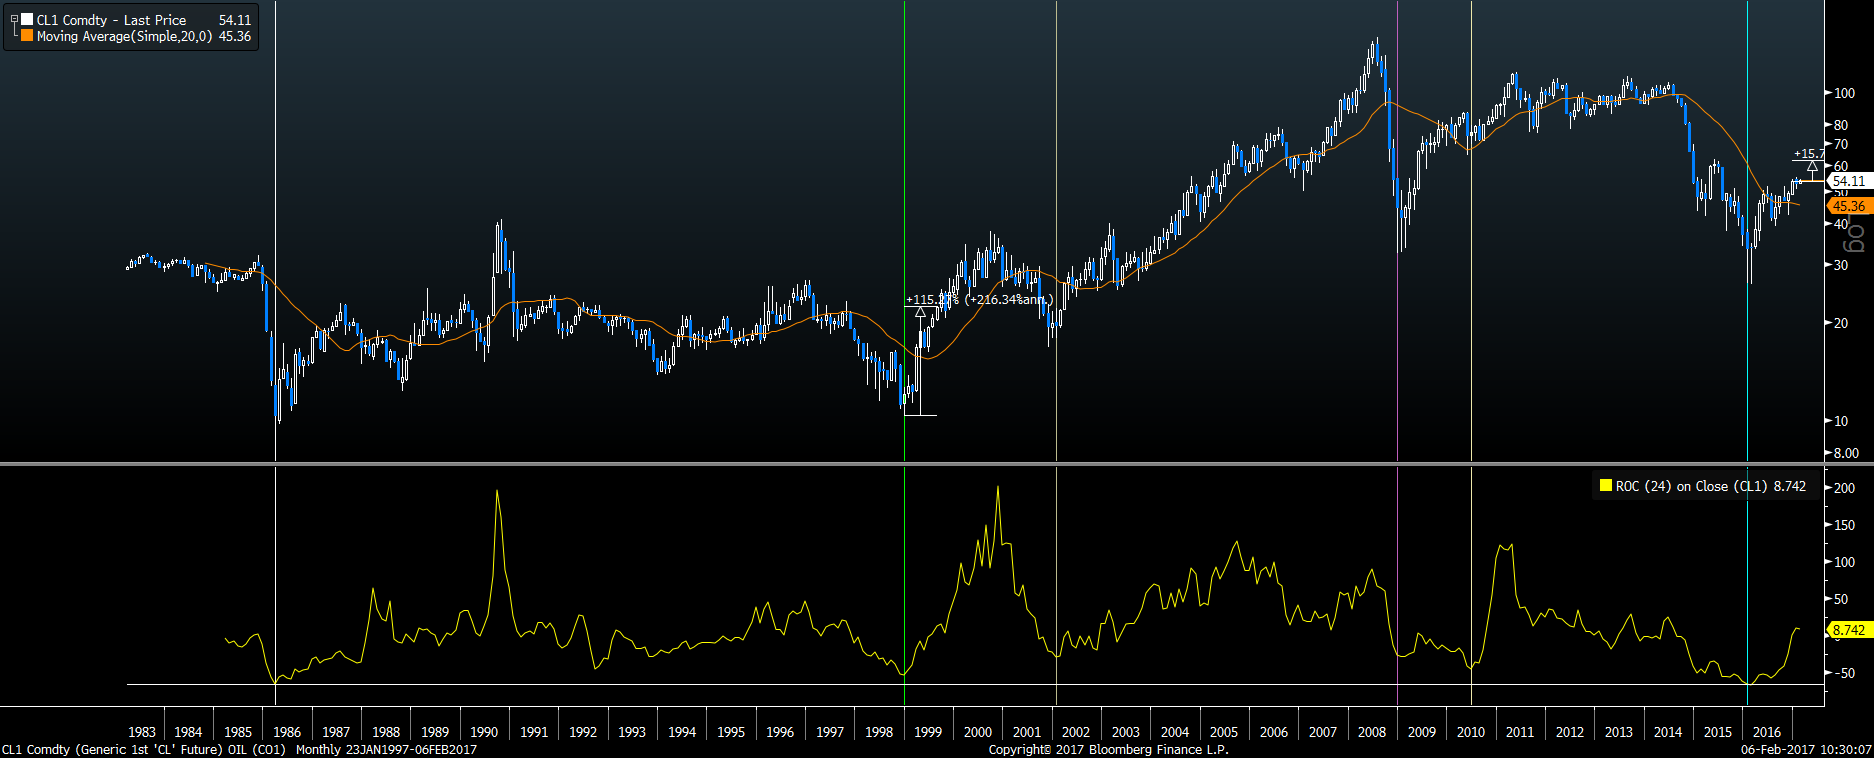 CL1 Comdty - Last Price 54.11
Moving Average(Simple,20,0) 45.36
100
80
70
+15.7
60
54.11
50
45.36
40
Log
30
+115.27% (+216.34%ann.)
20
10
8.00
ROC (24) on Close (CL1) 8.742
200
150
100
50
8.742
-50
1983 1984 1985 1986 1987 1988 1989 1990 1991 1992 1993 1994 1995 1996 1997 1998 1999 2000 2001 2002 2003 2004 2005 2006 2007 2008 2009 2010 2011 2012 2013 2014 2015 2016
CL1 Comdty (Generic 1st 'CL' Future) OIL (CO1) Monthly 23JAN1997-06FEB2017 Copyright© 2017 Bloomberg Finance L.P. 06-Feb-2017 10:30:07